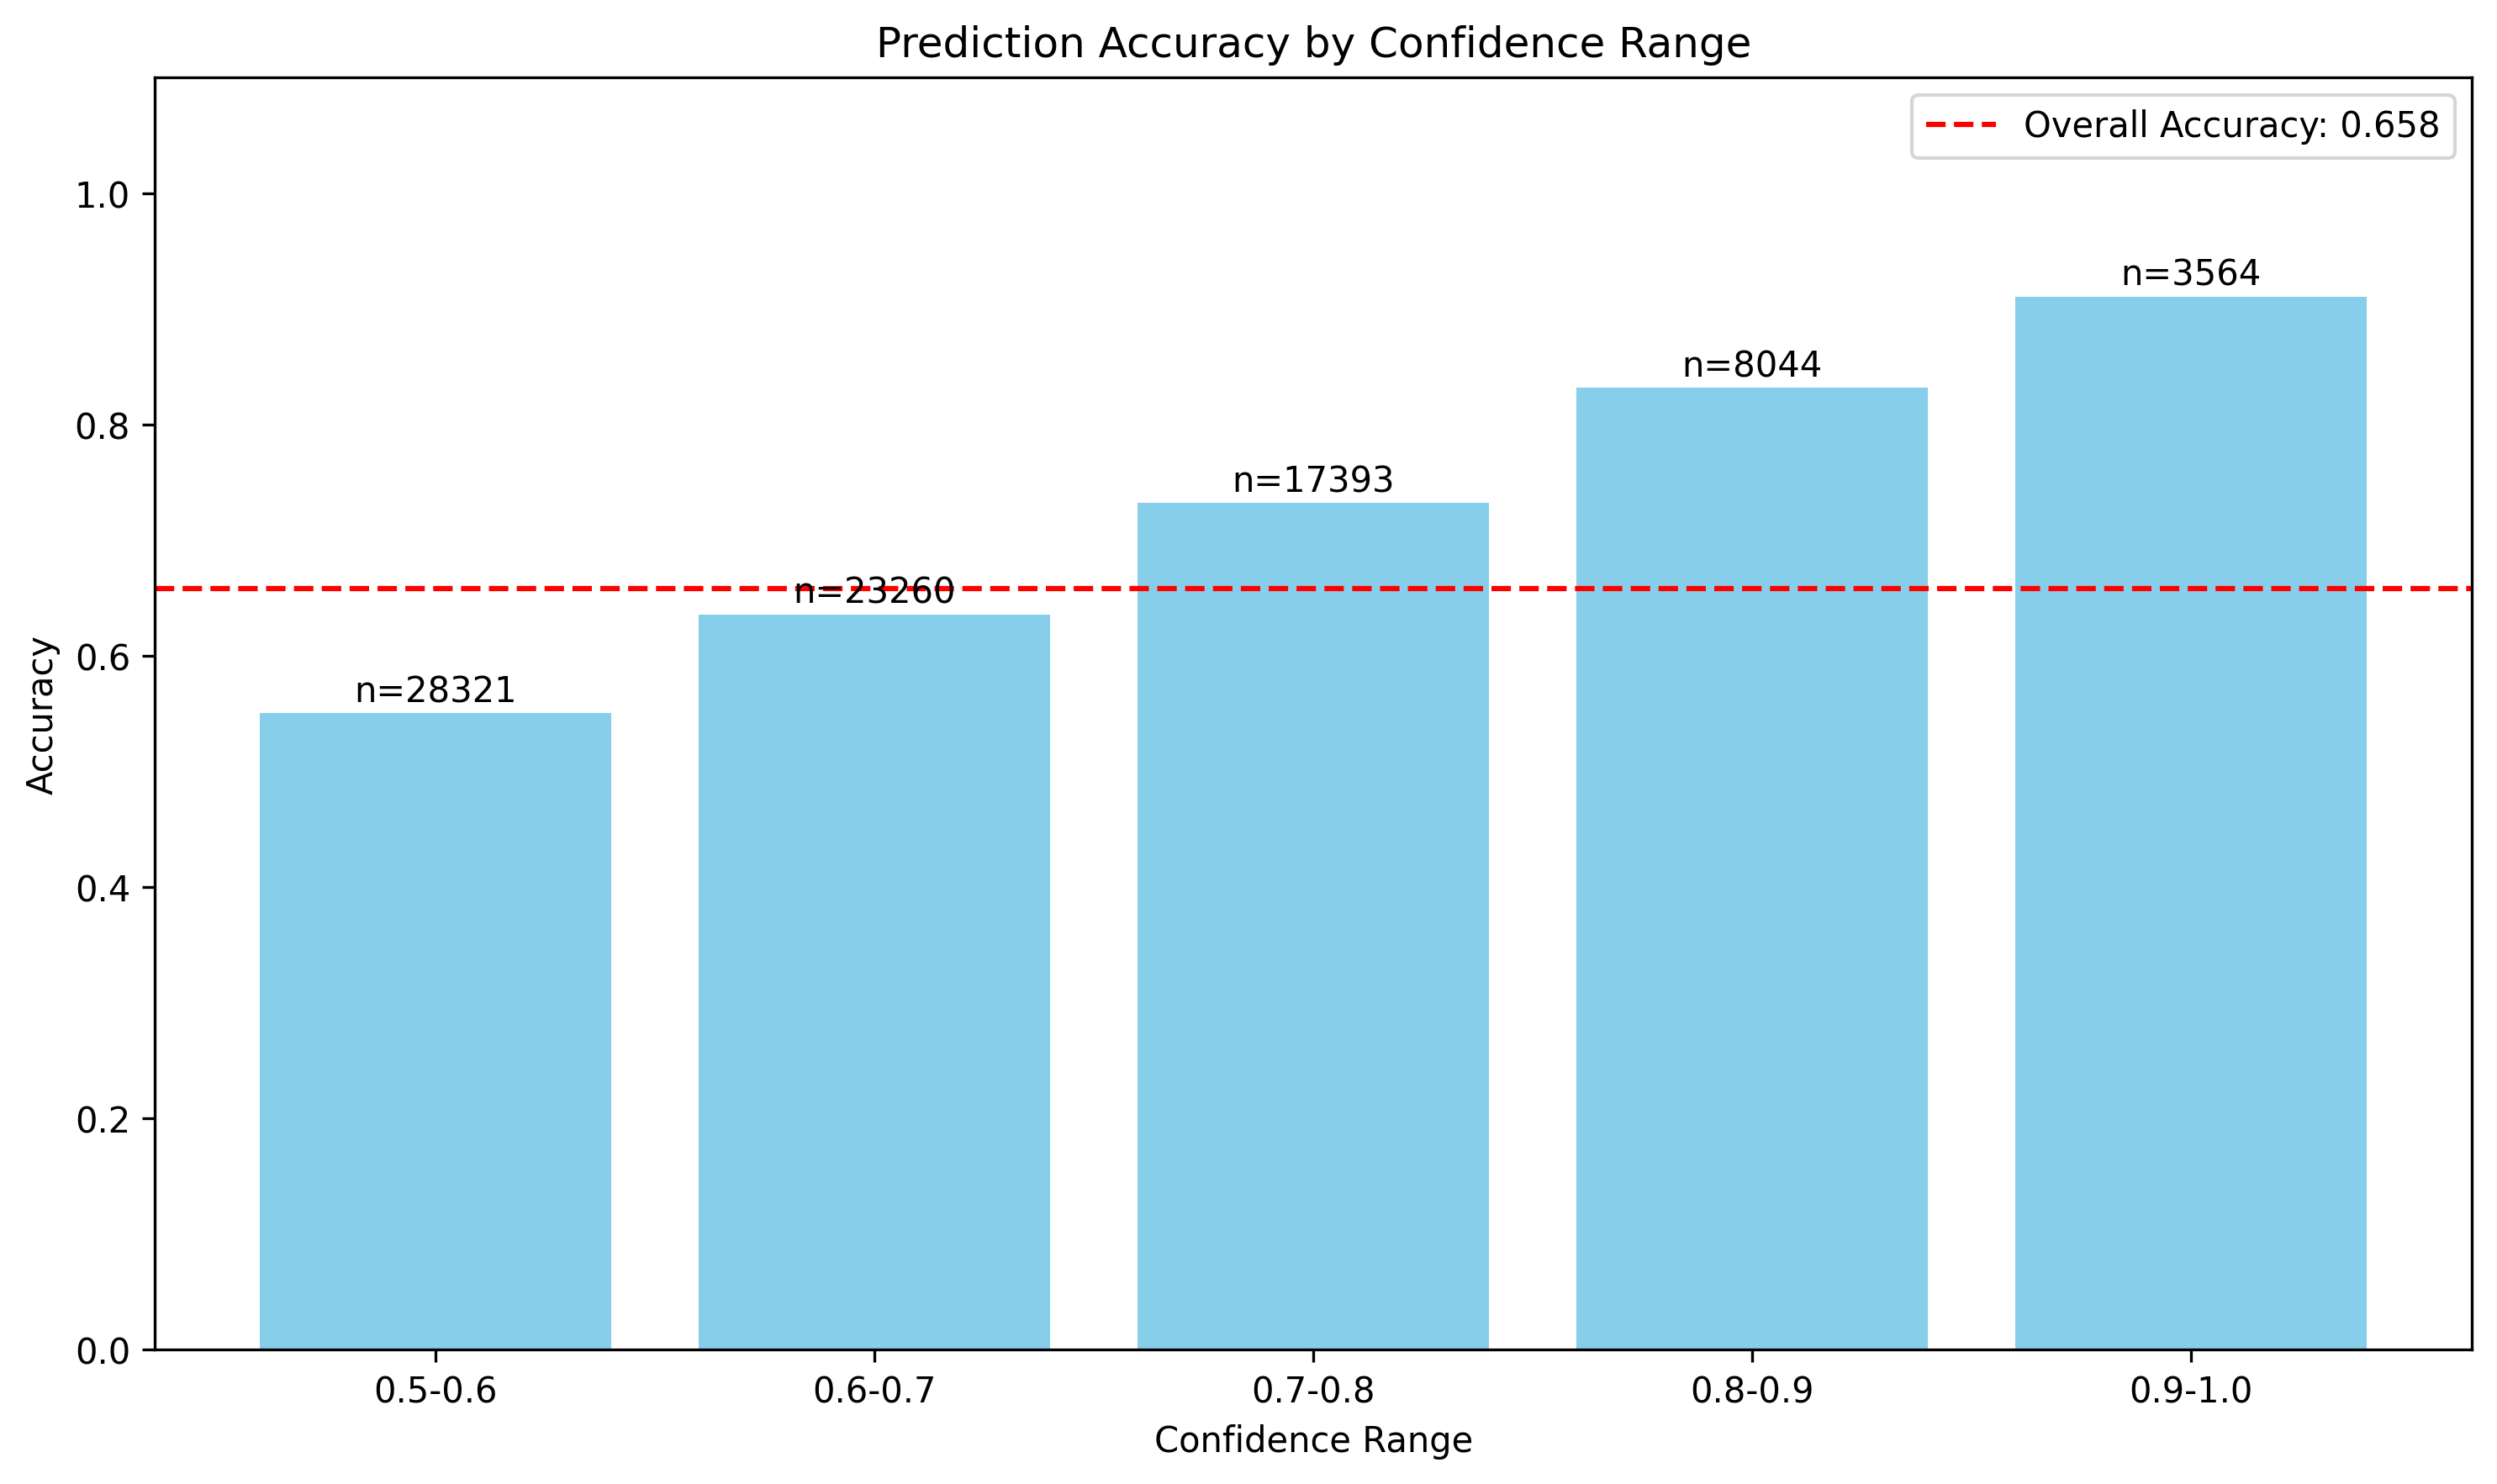 Prediction Accuracy by Confidence Range
Overall Accuracy: 0.658
1.0
0.8
0.6
0.4
0.2
0.0
Accuracy
n=28321
n=23260
n=17393
n=8044
n=3564
0.5-0.6
0.6-0.7
0.7-0.8
0.8-0.9
0.9-1.0
Confidence Range